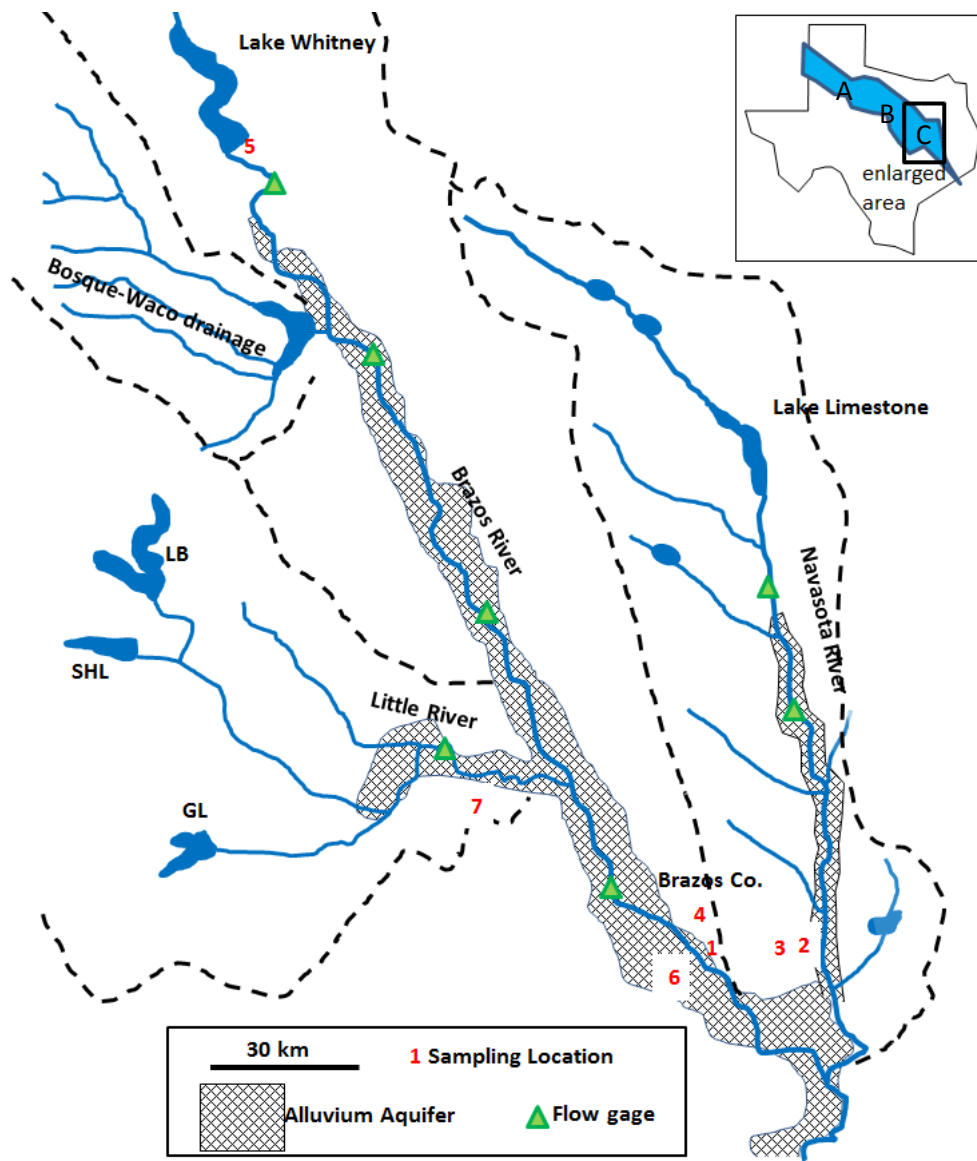 Lake Whitney
A
B
C
enlarged
area
5
Bosque-Waco drainage
Lake Limestone
Brazos River
Navasota River
LB
SHL
Little River
GL
7
Brazos Co.
4
1
3
2
6
30 km
1 Sampling Location
Alluvium Aquifer
Flow gage